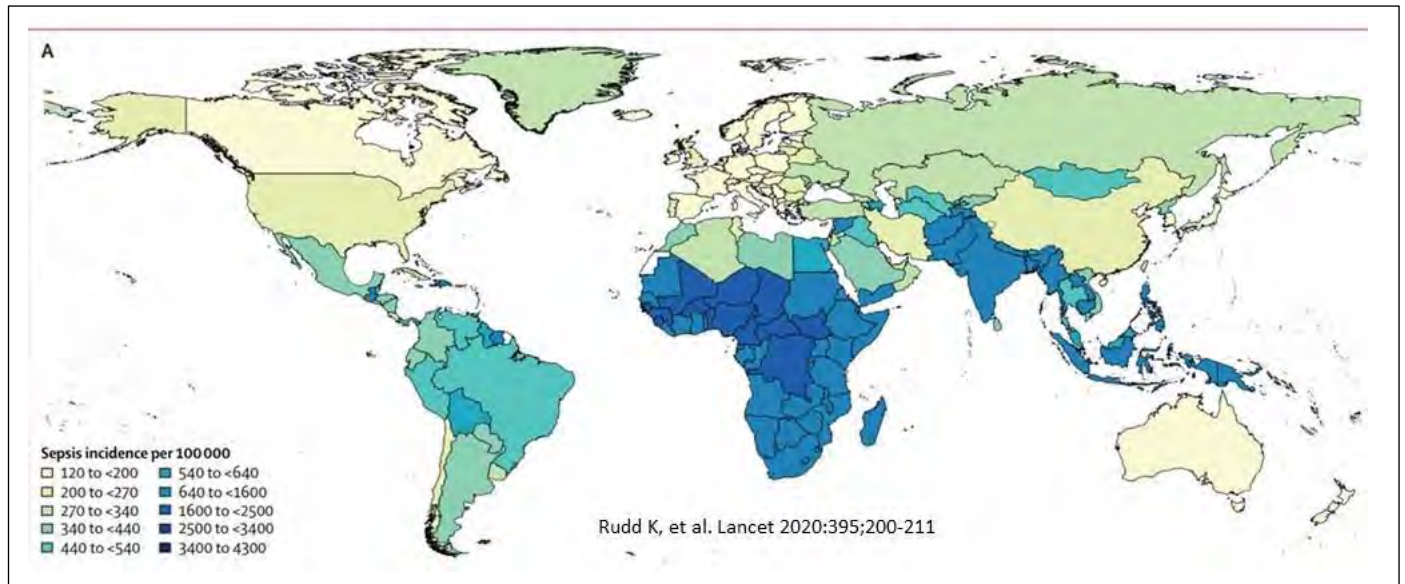 A
Sepsis incidence per 100 000
120 to <200
200 to <270
270 to <340
340 to <440
440 to <540
540 to <640
640 to <1600
1600 to <2500
2500 to <3400
3400 to 4300
Rudd K, et al. Lancet 2020:395;200-211